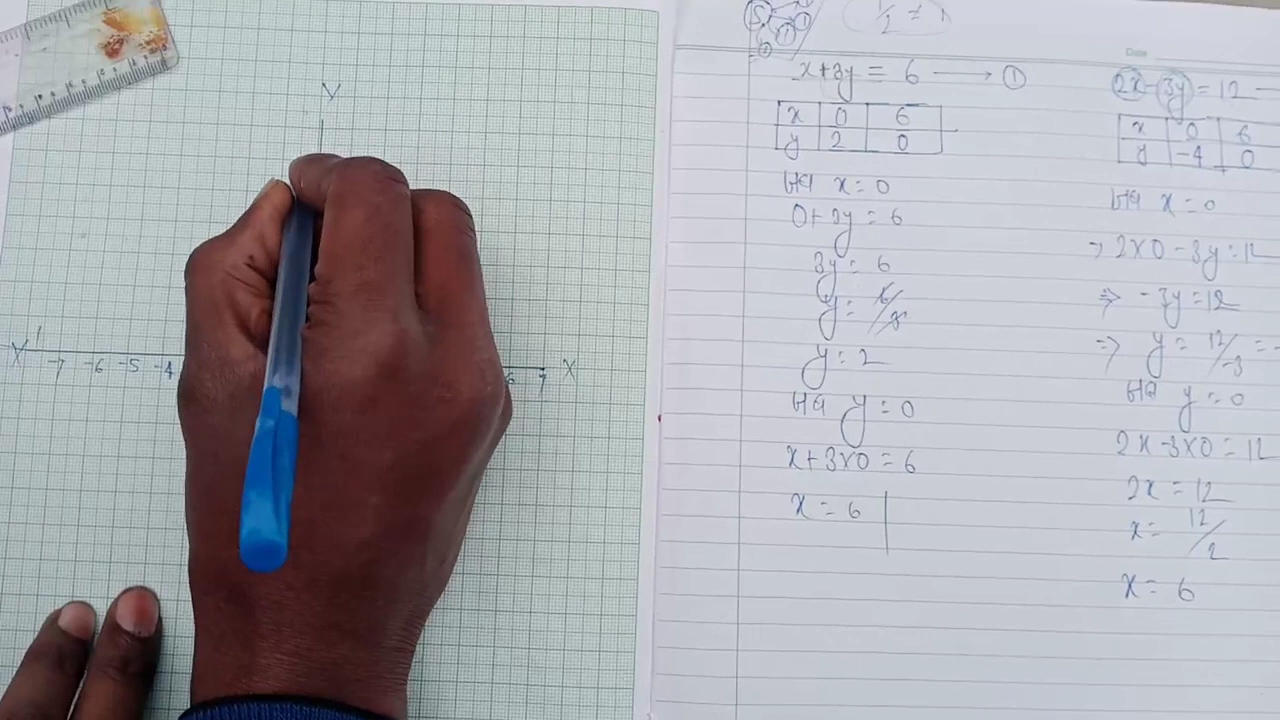 Y
X' -7 -6 -5 -4
6 7 X
1/2 ≠ 1
x+3y = 6 ⟶ ①
x 0 6
y 2 0
जब x = 0
0+3y = 6
3y = 6
y = 6/3
y = 2
जब y = 0
x+3×0 = 6
x = 6
Date
2x-3y = 12
x 0 6
y -4 0
जब x = 0
⇒ 2×0 - 3y = 12
⇒ -3y = 12
⇒ y = 12/-3 = -
जब y = 0
2x-3×0 = 12
2x = 12
x = 12/2
x = 6